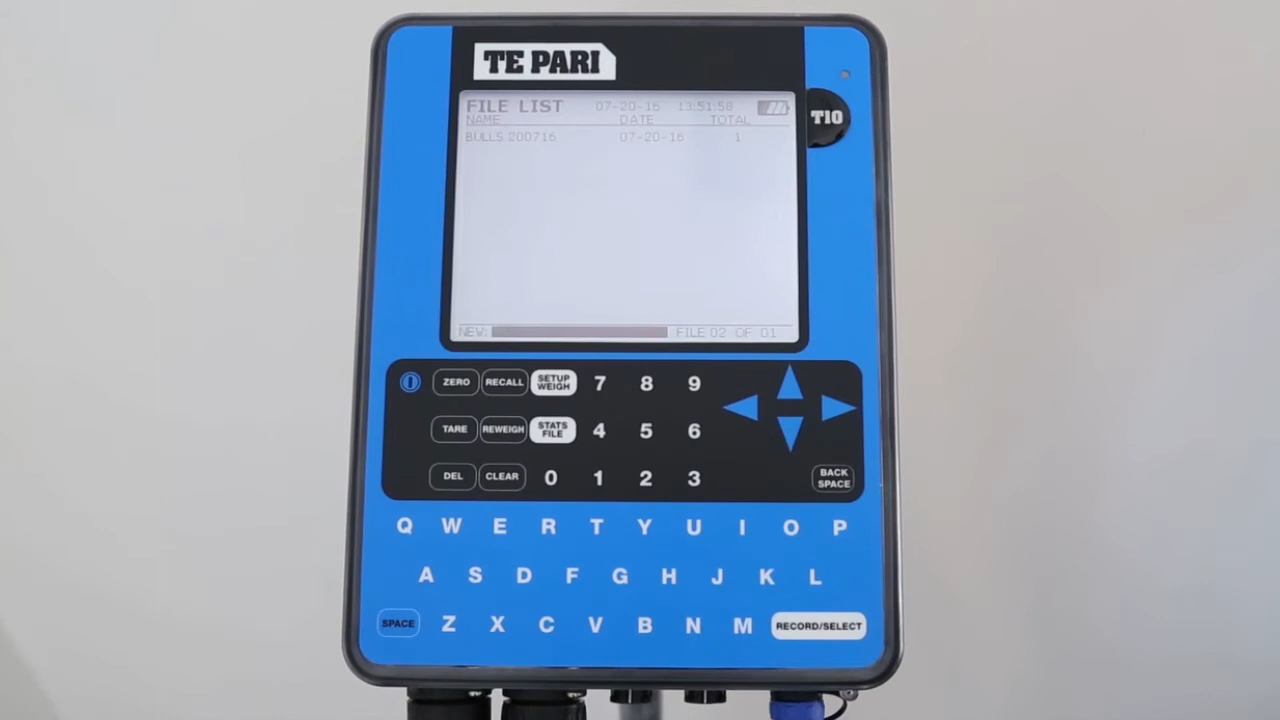 TE PARI
FILE LIST 07-20-16 13:51:58
T10
NAME DATE TOTAL
BULLS 200716 07-20-16 1
NEW: FILE 02 OF 01
ZERO RECALL SETUP WEIGH 7 8 9
TARE REWEIGH STATS FILE 4 5 6
DEL CLEAR 0 1 2 3 BACK SPACE
Q W E R T Y U I O P
A S D F G H J K L
SPACE Z X C V B N M RECORD/SELECT